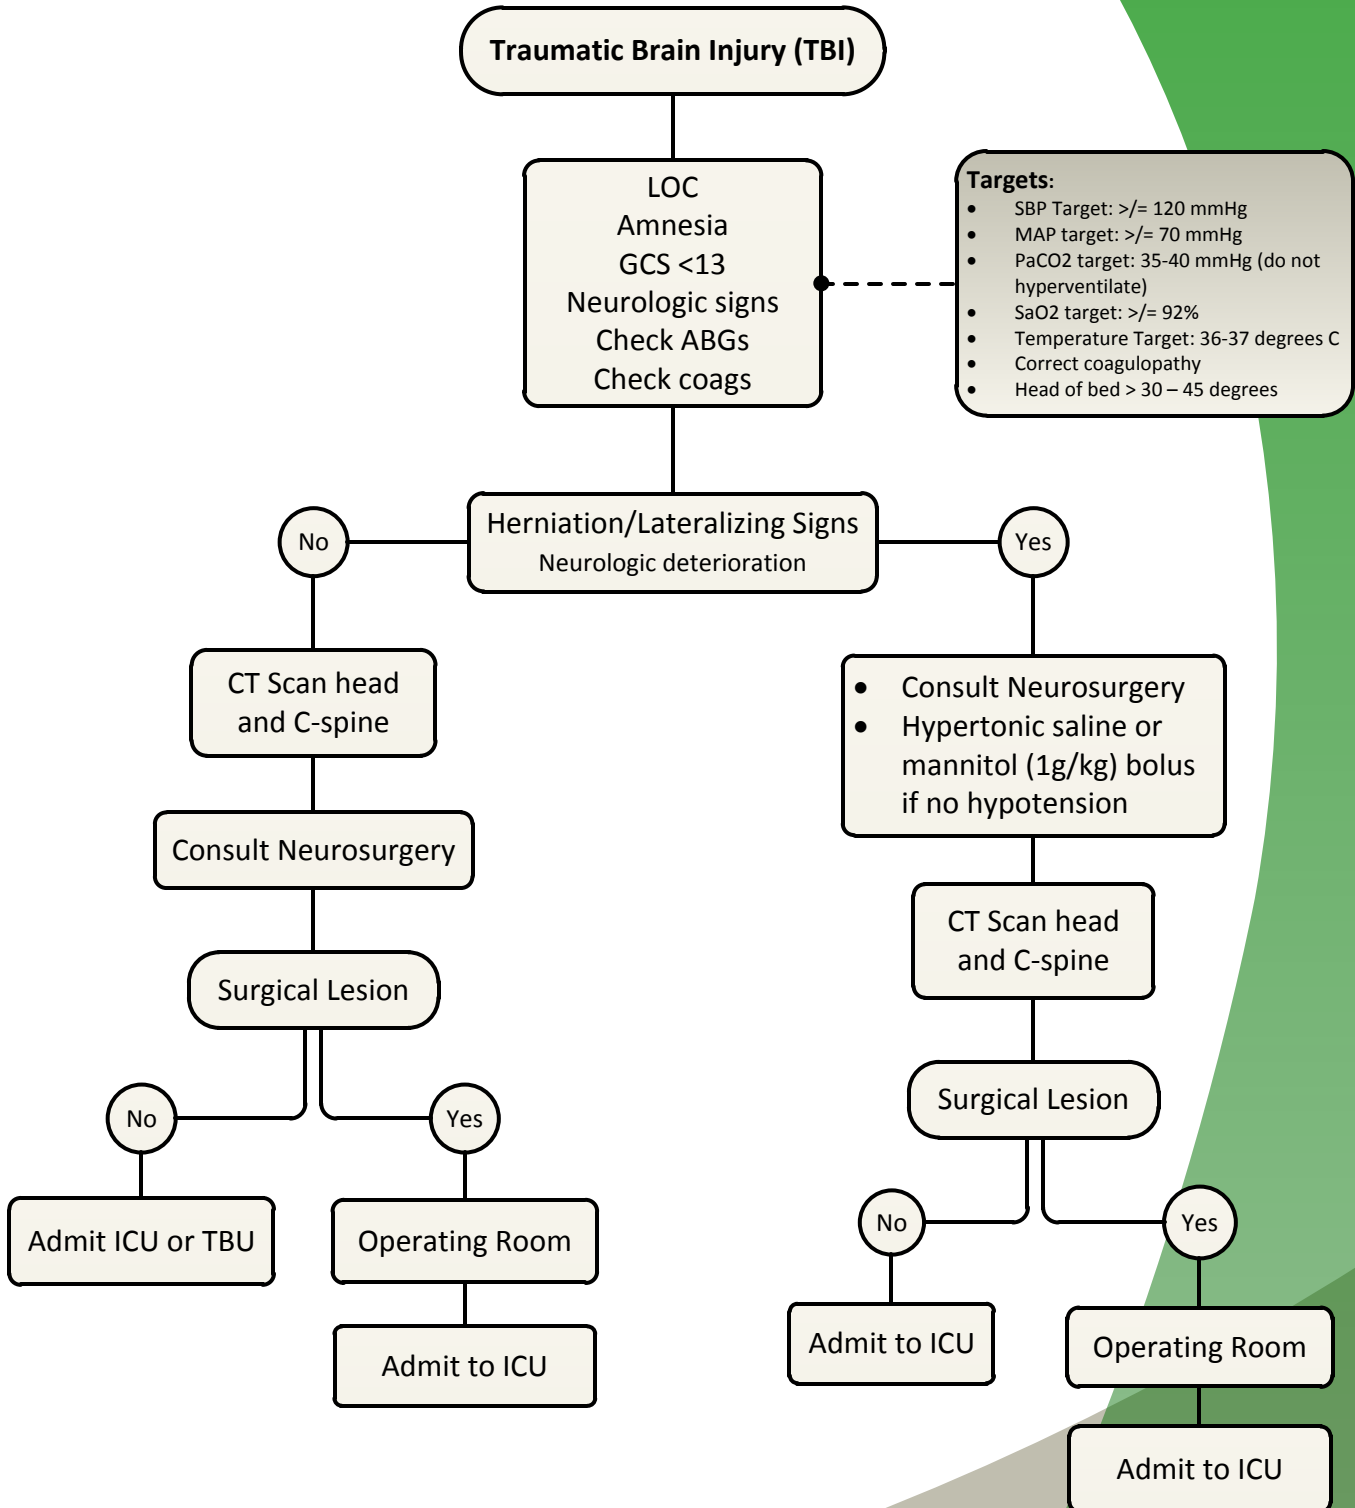 Traumatic Brain Injury (TBI)
LOC
Amnesia
GCS <13
Neurologic signs
Check ABGs
Check coags
Targets:
• SBP Target: >/= 120 mmHg
• MAP target: >/= 70 mmHg
• PaCO2 target: 35-40 mmHg (do not
hyperventilate)
• SaO2 target: >/= 92%
• Temperature Target: 36-37 degrees C
• Correct coagulopathy
• Head of bed > 30 – 45 degrees
Herniation/Lateralizing Signs
Neurologic deterioration
No
Yes
CT Scan head
and C-spine
Consult Neurosurgery
Surgical Lesion
No
Yes
Admit ICU or TBU
Operating Room
Admit to ICU
• Consult Neurosurgery
• Hypertonic saline or
mannitol (1g/kg) bolus
if no hypotension
CT Scan head
and C-spine
Surgical Lesion
No
Yes
Admit to ICU
Operating Room
Admit to ICU